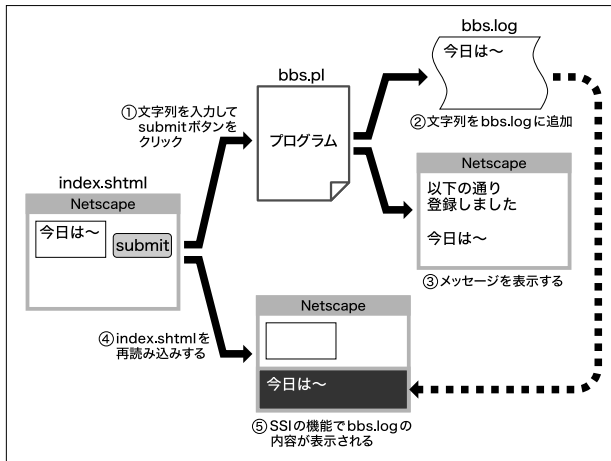 bbs.log
今日は〜
bbs.pl
①文字列を入力して
submitボタンを
クリック
プログラム
②文字列をbbs.logに追加
index.shtml
Netscape
今日は〜
submit
Netscape
以下の通り
登録しました
今日は〜
③メッセージを表示する
④index.shtmlを
再読み込みする
Netscape
今日は〜
⑤SSIの機能でbbs.logの
内容が表示される